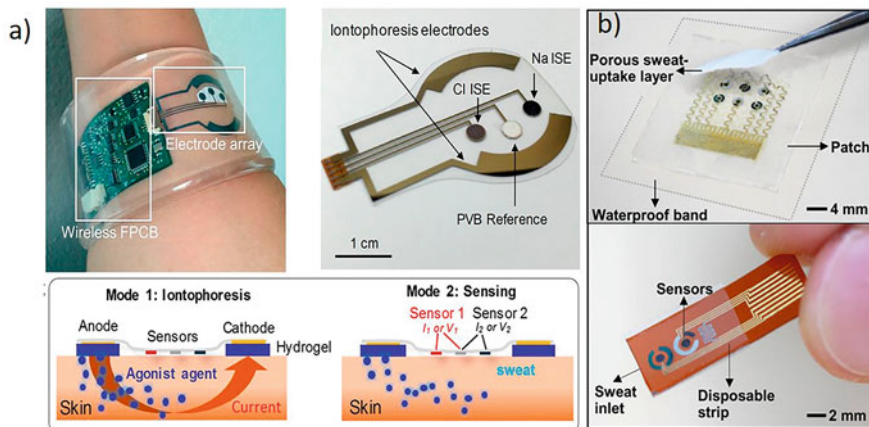 a)
Electrode array
Wireless FPCB
Iontophoresis electrodes
Na ISE
Cl ISE
PVB Reference
1 cm
Mode 1: Iontophoresis
Anode
Sensors
Cathode
Hydrogel
Agonist agent
Skin
Current
Mode 2: Sensing
Sensor 1
I₁ or V₁
Sensor 2
I₂ or V₂
sweat
Skin
b)
Porous sweat-
uptake layer
Patch
Waterproof band
4 mm
Sensors
Sweat
inlet
Disposable
strip
2 mm